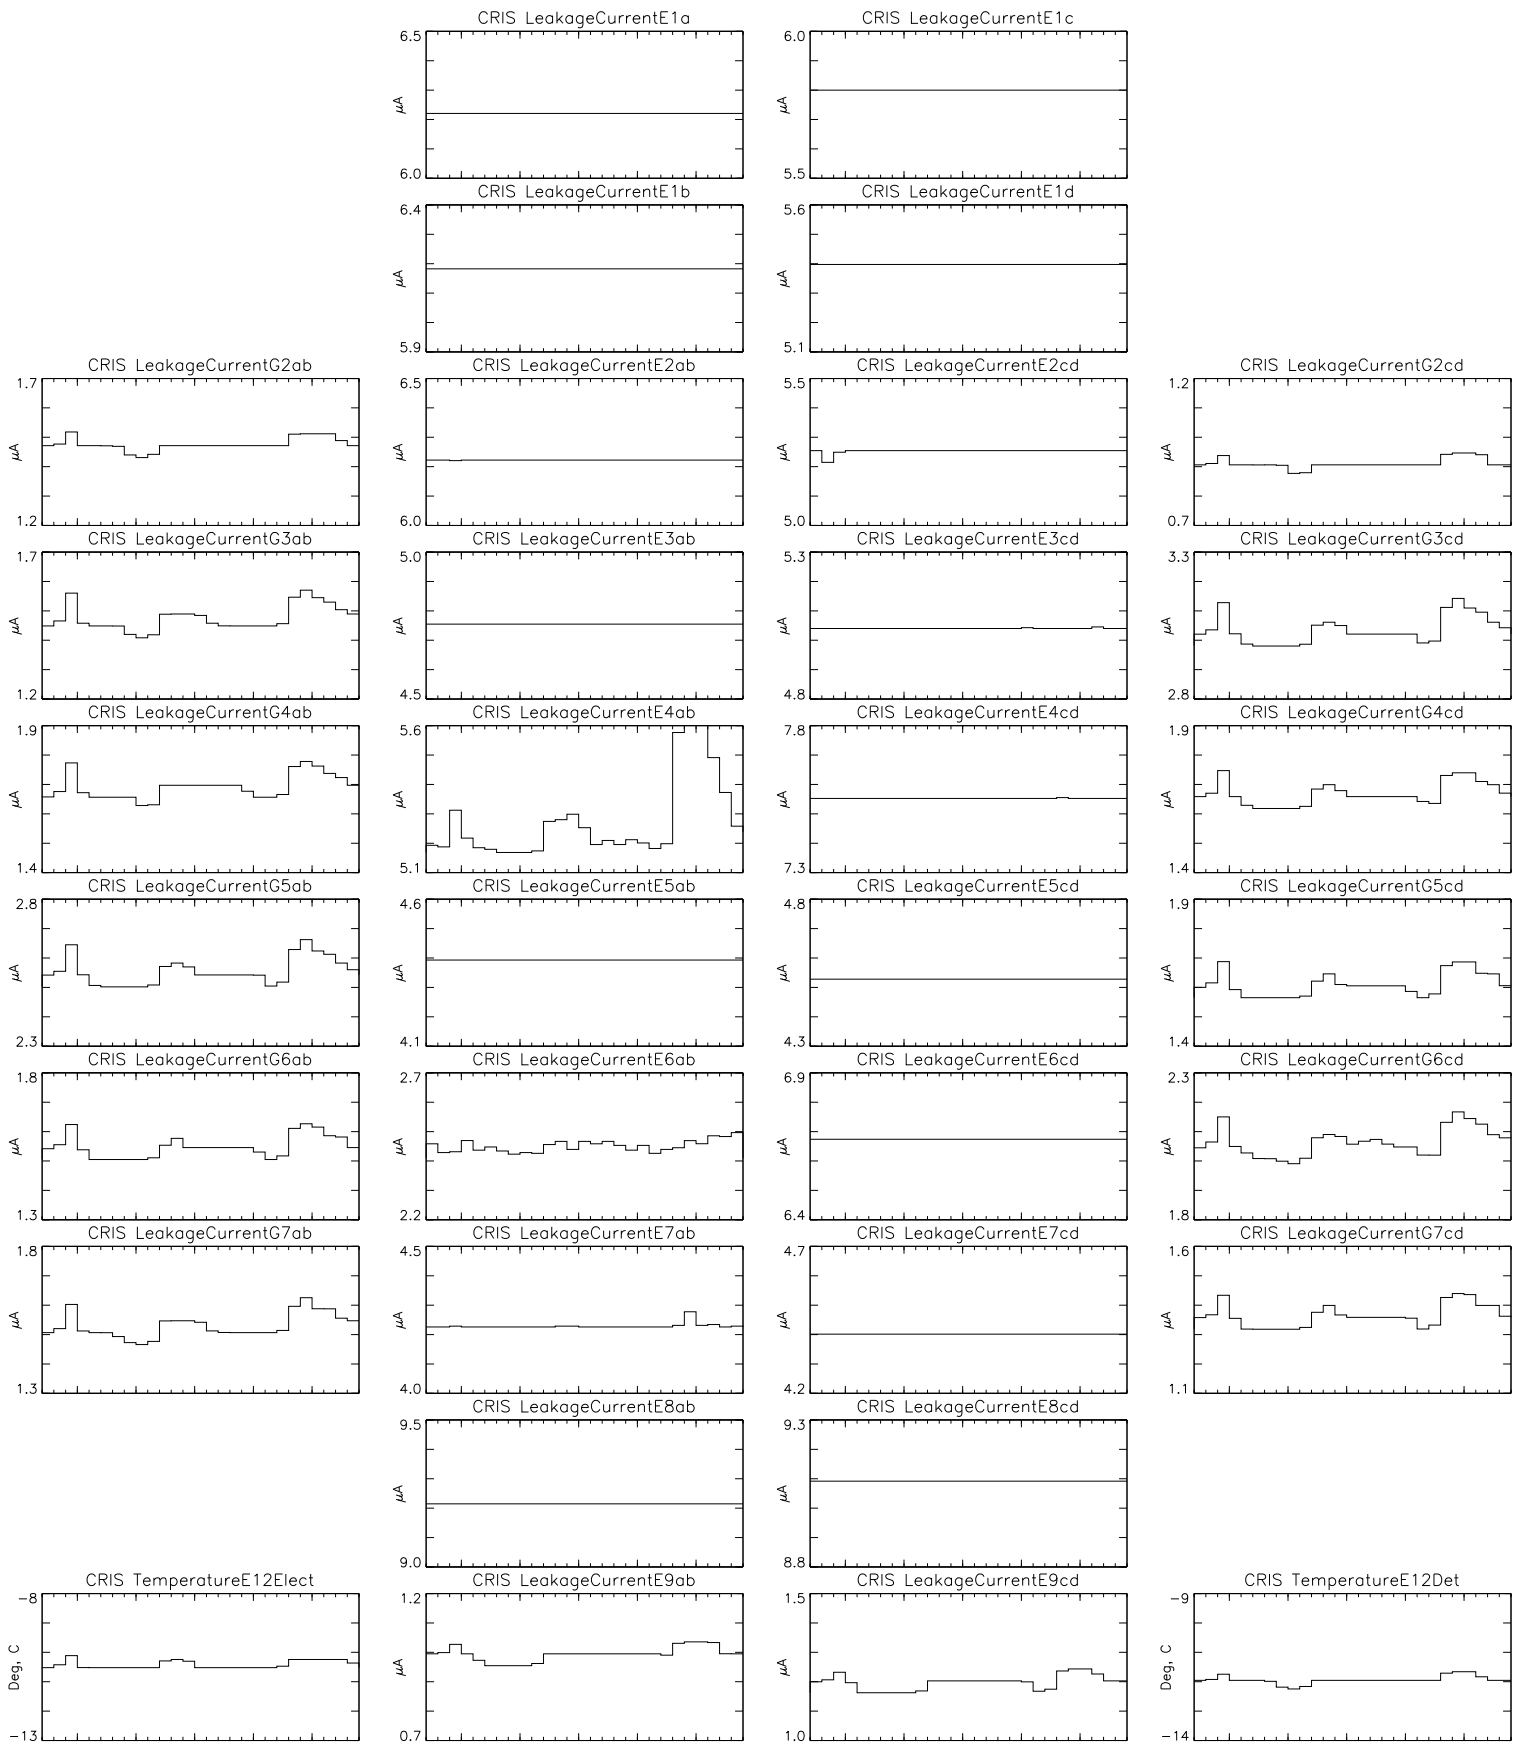 CRIS LeakageCurrentE1a
6.5
μA
6.0
CRIS LeakageCurrentE1c
6.0
μA
5.5
CRIS LeakageCurrentE1b
6.4
μA
5.9
CRIS LeakageCurrentE1d
5.6
μA
5.1
CRIS LeakageCurrentG2ab
1.7
μA
1.2
CRIS LeakageCurrentE2ab
6.5
μA
6.0
CRIS LeakageCurrentE2cd
5.5
μA
5.0
CRIS LeakageCurrentG2cd
1.2
μA
0.7
CRIS LeakageCurrentG3ab
1.7
μA
1.2
CRIS LeakageCurrentE3ab
5.0
μA
4.5
CRIS LeakageCurrentE3cd
5.3
μA
4.8
CRIS LeakageCurrentG3cd
3.3
μA
2.8
CRIS LeakageCurrentG4ab
1.9
μA
1.4
CRIS LeakageCurrentE4ab
5.6
μA
5.1
CRIS LeakageCurrentE4cd
7.8
μA
7.3
CRIS LeakageCurrentG4cd
1.9
μA
1.4
CRIS LeakageCurrentG5ab
2.8
μA
2.3
CRIS LeakageCurrentE5ab
4.6
μA
4.1
CRIS LeakageCurrentE5cd
4.8
μA
4.3
CRIS LeakageCurrentG5cd
1.9
μA
1.4
CRIS LeakageCurrentG6ab
1.8
μA
1.3
CRIS LeakageCurrentE6ab
2.7
μA
2.2
CRIS LeakageCurrentE6cd
6.9
μA
6.4
CRIS LeakageCurrentG6cd
2.3
μA
1.8
CRIS LeakageCurrentG7ab
1.8
μA
1.3
CRIS LeakageCurrentE7ab
4.5
μA
4.0
CRIS LeakageCurrentE7cd
4.7
μA
4.2
CRIS LeakageCurrentG7cd
1.6
μA
1.1
CRIS LeakageCurrentE8ab
9.5
μA
9.0
CRIS LeakageCurrentE8cd
9.3
μA
8.8
CRIS TemperatureE12Elect
-8
Deg, C
-13
CRIS LeakageCurrentE9ab
1.2
μA
0.7
CRIS LeakageCurrentE9cd
1.5
μA
1.0
CRIS TemperatureE12Det
-9
Deg, C
-14